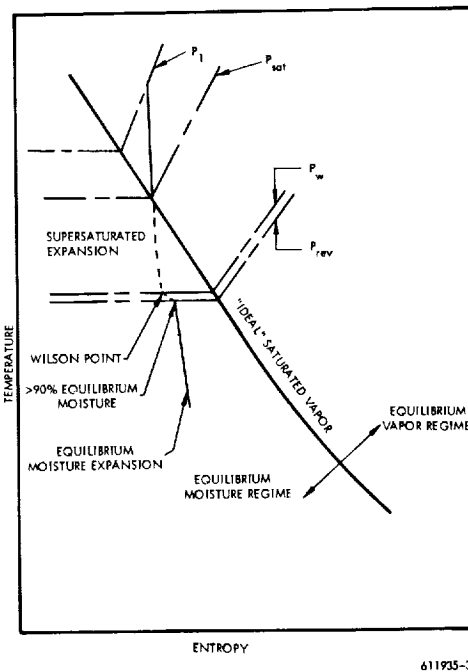 P1
Psat
Pw
Prev
SUPERSATURATED
EXPANSION
WILSON POINT
>90% EQUILIBRIUM
MOISTURE
EQUILIBRIUM
MOISTURE EXPANSION
"IDEAL" SATURATED VAPOR
EQUILIBRIUM
VAPOR REGIME
EQUILIBRIUM
MOISTURE REGIME
TEMPERATURE
ENTROPY